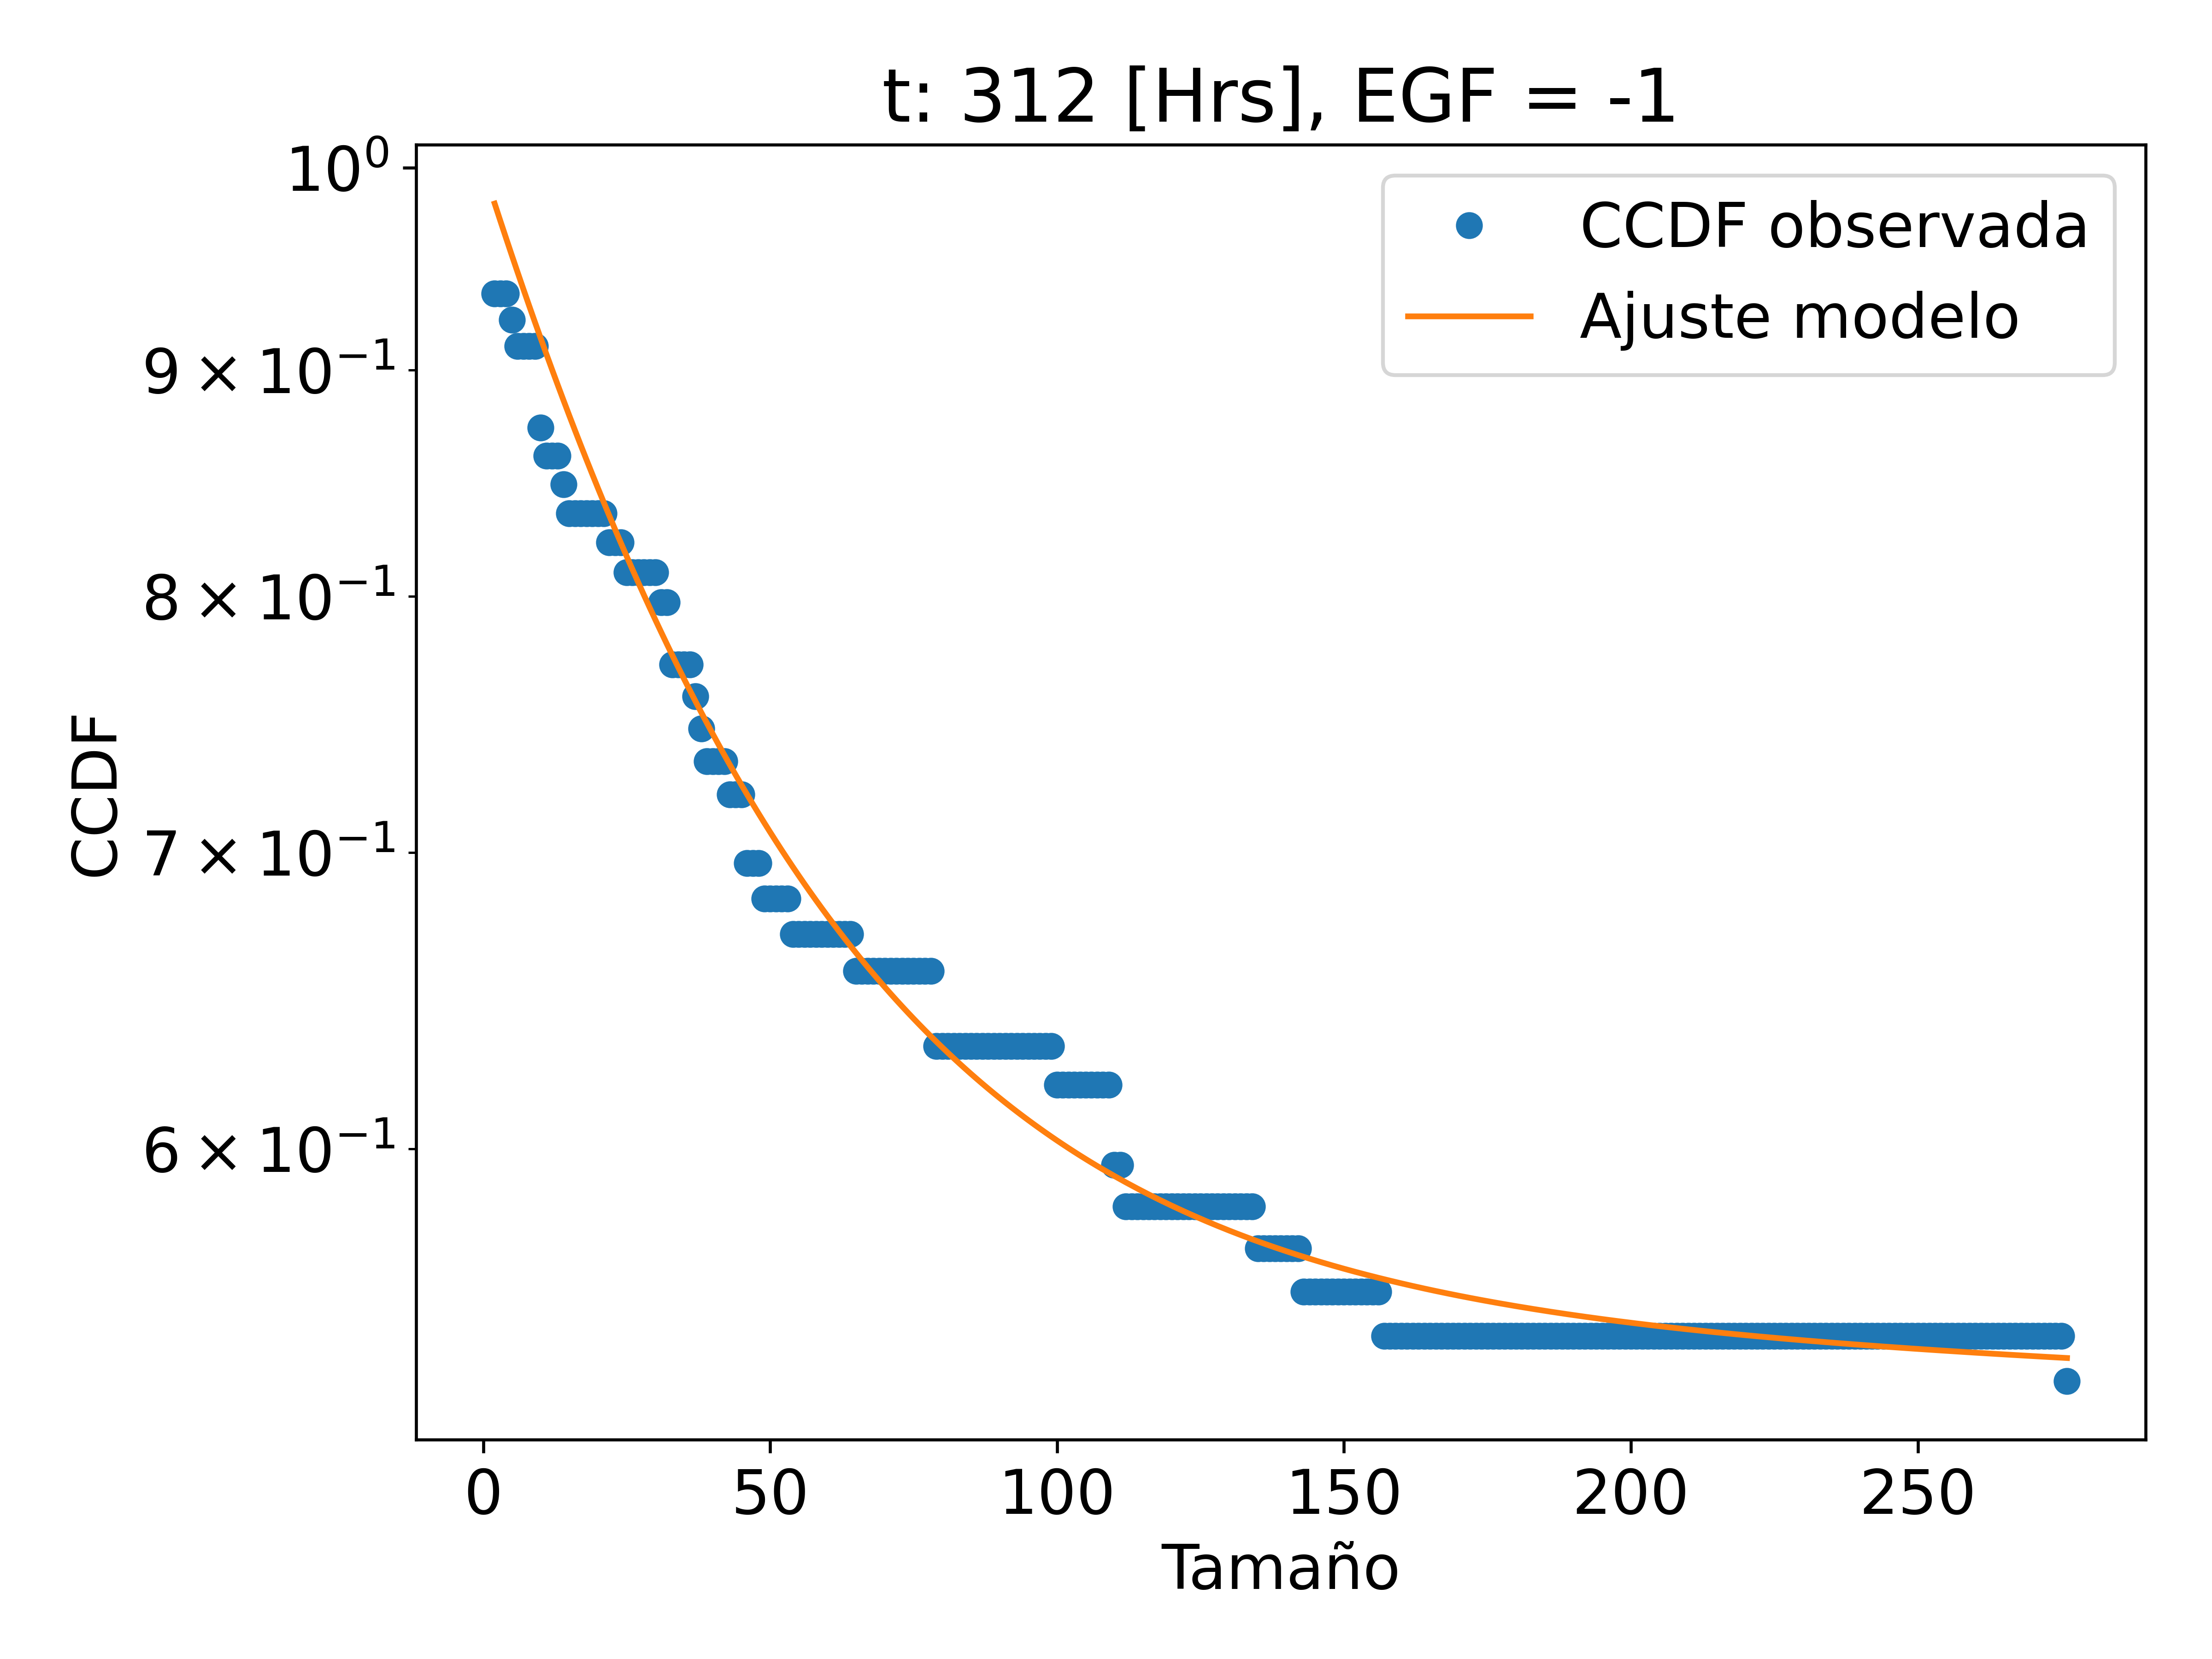 t: 312 [Hrs], EGF = -1
10⁰
9 × 10⁻¹
8 × 10⁻¹
7 × 10⁻¹
6 × 10⁻¹
CCDF
CCDF observada
Ajuste modelo
0 50 100 150 200 250
Tamaño